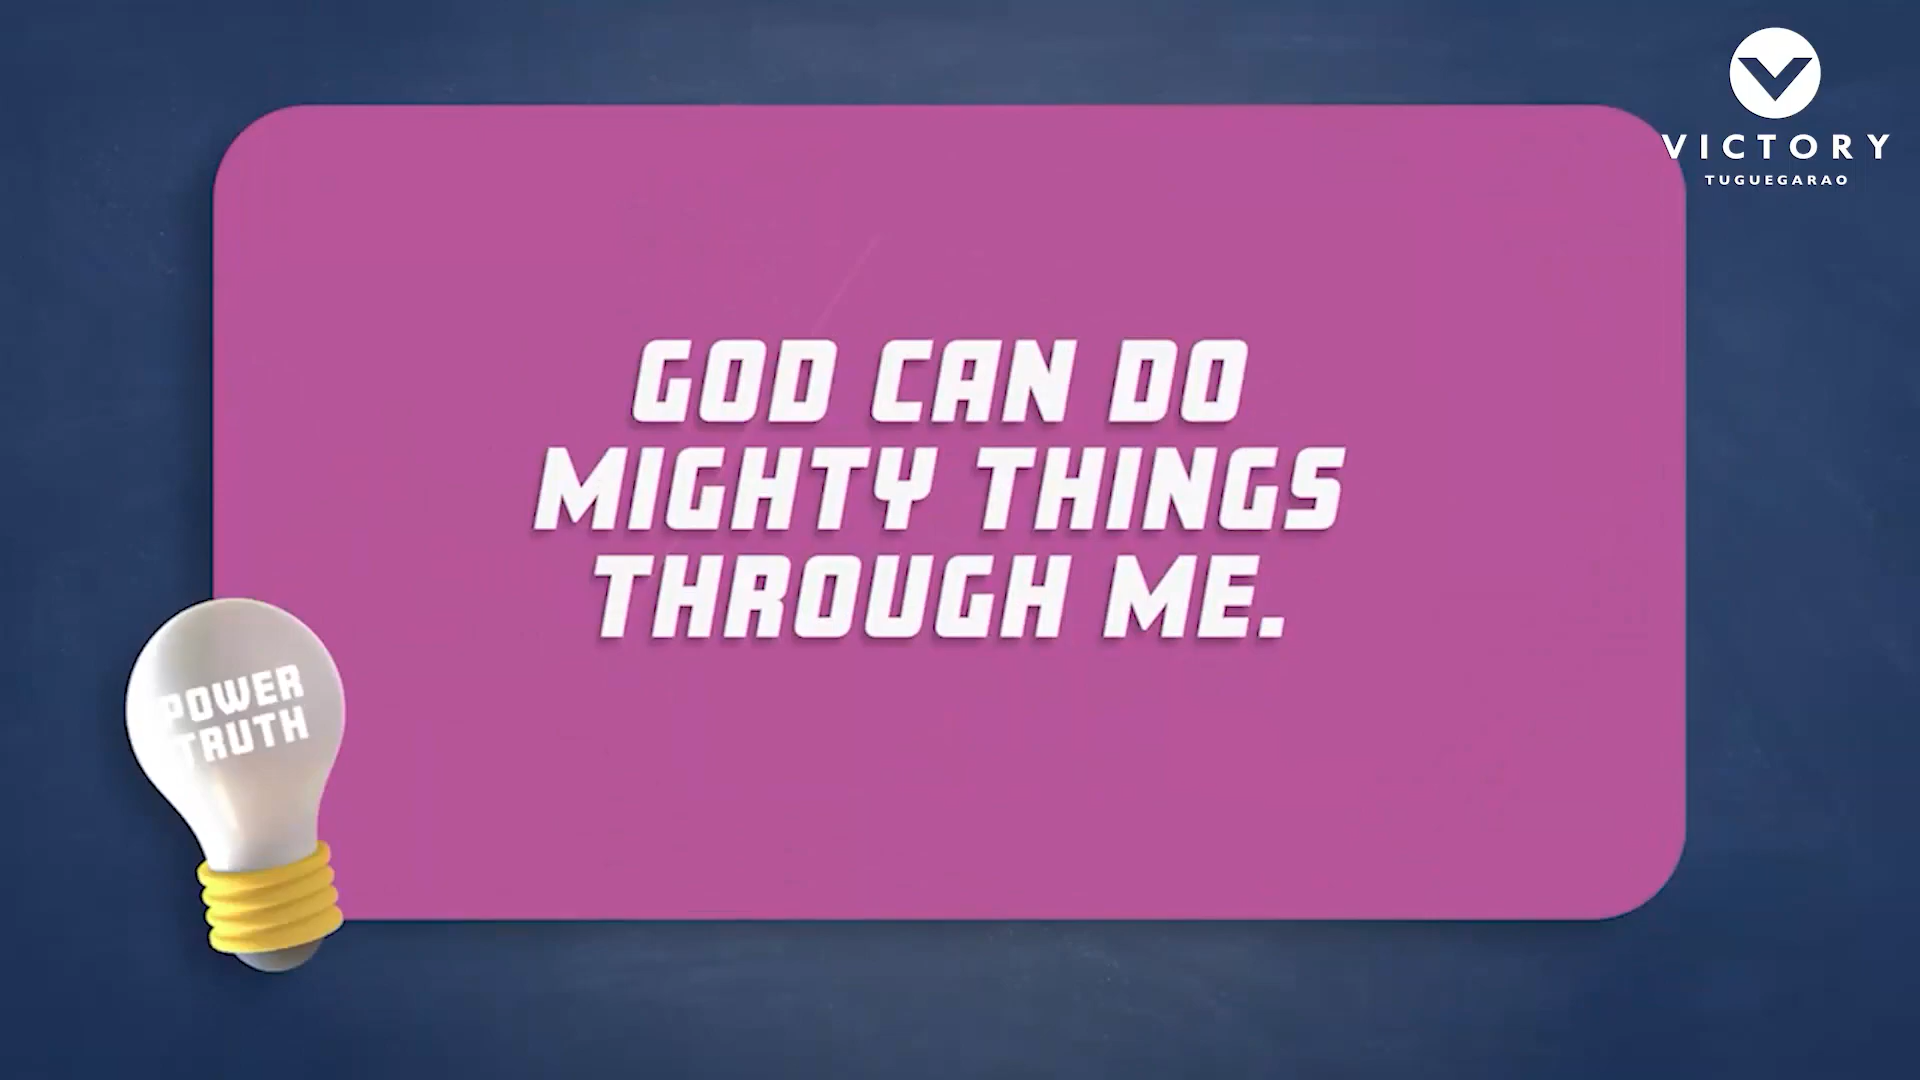 VICTORY
TUGUEGARAO
GOD CAN DO
MIGHTY THINGS
THROUGH ME.
POWER
TRUTH